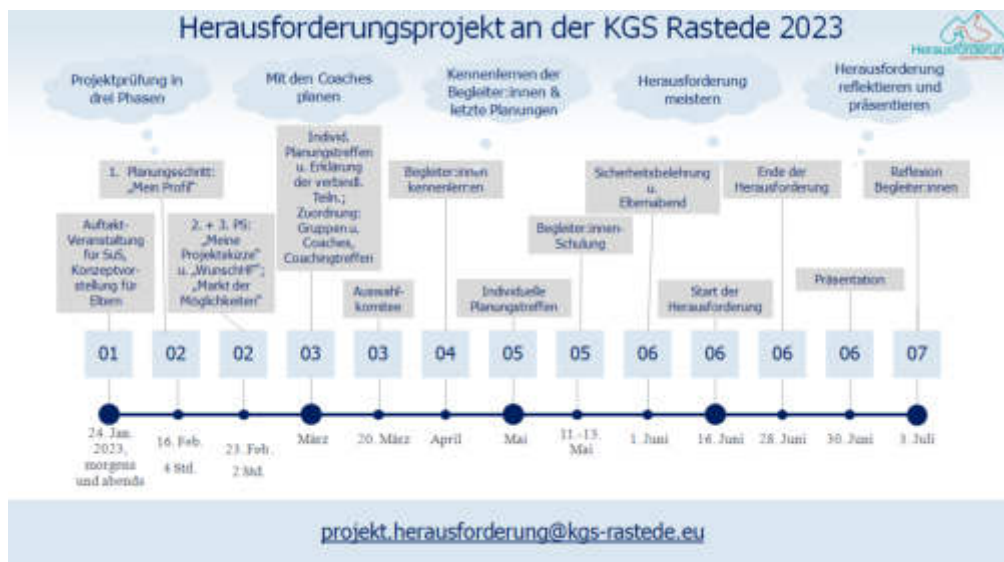 Herausforderungsprojekt an der KGS Rastede 2023
Herausforderung
Projektprüfung in
drei Phasen
Mit den Coaches
planen
Kennenlernen der
Begleiter:innen &
letzte Planungen
Herausforderung
meistern
Herausforderung
reflektieren und
präsentieren
Auftakt-
Veranstaltung
für SuS,
Konzeptvor-
stellung für
Eltern
1. Planungsschritt:
„Mein Profil“
2. + 3. PS:
„Meine
Projektskizze“
u. „WunschHF“;
„Markt der
Möglichkeiten“
Individ.
Planungstreffen
u. Erklärung
der verbindl.
Teiln.;
Zuordnung:
Gruppen u.
Coaches,
Coachingtreffen
Auswahl-
komitee
Begleiter:innen
kennenlernen
Individuelle
Planungstreffen
Begleiter:innen-
Schulung
Sicherheitsbelehrung
u.
Elternabend
Start der
Herausforderung
Ende der
Herausforderung
Präsentation
Reflexion
Begleiter:innen
01
02
02
03
03
04
05
05
06
06
06
06
07
24. Jan.
2023,
morgens
und abends
16. Feb.
4 Std.
23. Feb.
2 Std.
März
20. März
April
Mai
11.-13.
Mai
1. Juni
16. Juni
28. Juni
30. Juni
3. Juli
projekt.herausforderung@kgs-rastede.eu